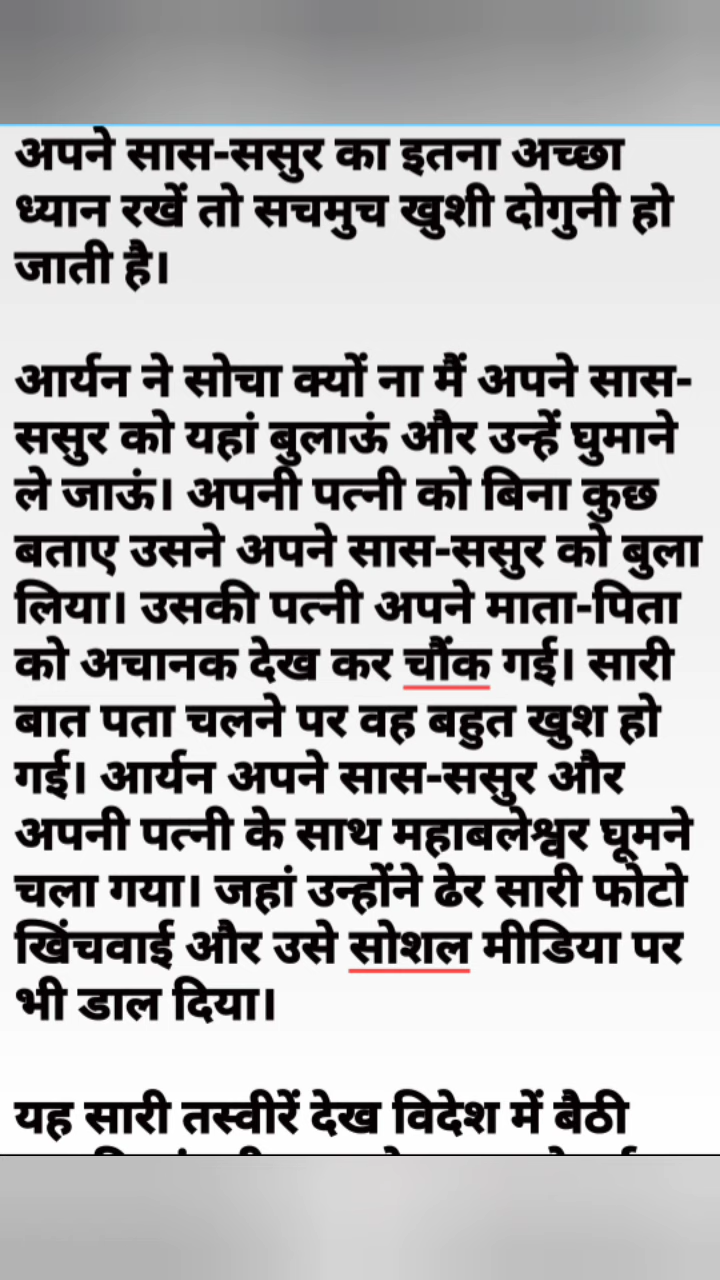 अपने सास-ससुर का इतना अच्छा
ध्यान रखें तो सचमुच खुशी दोगुनी हो
जाती है।
आर्यन ने सोचा क्यों ना मैं अपने सास-
ससुर को यहां बुलाऊं और उन्हें घुमाने
ले जाऊं। अपनी पत्नी को बिना कुछ
बताए उसने अपने सास-ससुर को बुला
लिया। उसकी पत्नी अपने माता-पिता
को अचानक देख कर चौंक गई। सारी
बात पता चलने पर वह बहुत खुश हो
गई। आर्यन अपने सास-ससुर और
अपनी पत्नी के साथ महाबलेश्वर घूमने
चला गया। जहां उन्होंने ढेर सारी फोटो
खिंचवाई और उसे सोशल मीडिया पर
भी डाल दिया।
यह सारी तस्वीरें देख विदेश में बैठी